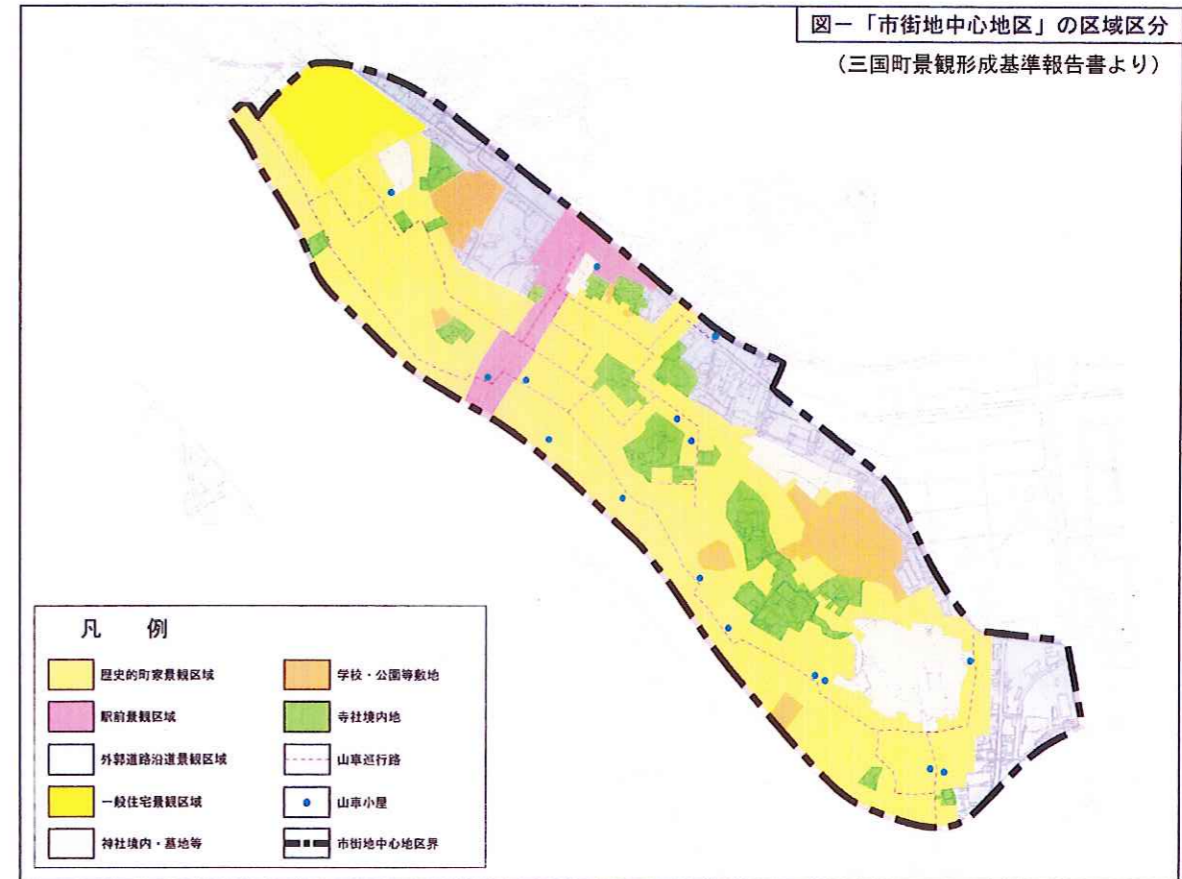 図ー「市街地中心地区」の区域区分
(三国町景観形成基準報告書より)
凡 例
歴史的町家景観区域
駅前景観区域
外郭道路沿道景観区域
一般住宅景観区域
神社境内・墓地等
学校・公園等敷地
寺社境内地
山車巡行路
山車小屋
市街地中心地区界